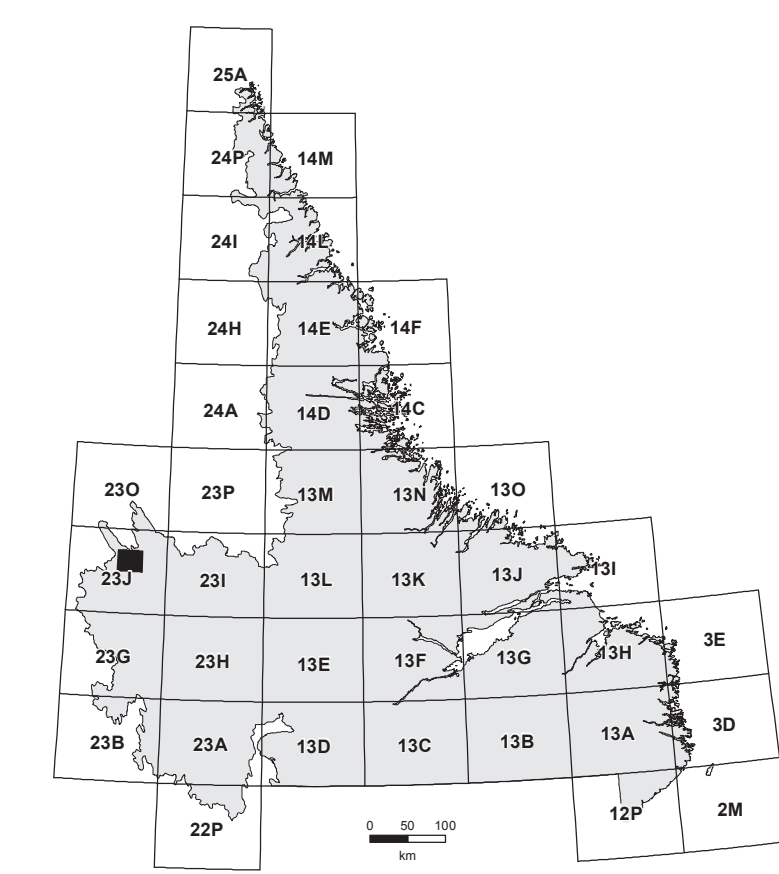 25A
24P 14M
24I 14L
24H 14E 14F
24A 14D 14C
23O 23P 13M 13N 13O
23J 23I 13L 13K 13J 13I
23G 23H 13E 13F 13G 13H 3E
23B 23A 13D 13C 13B 13A 3D
22P 12P 2M
0 50 100
km